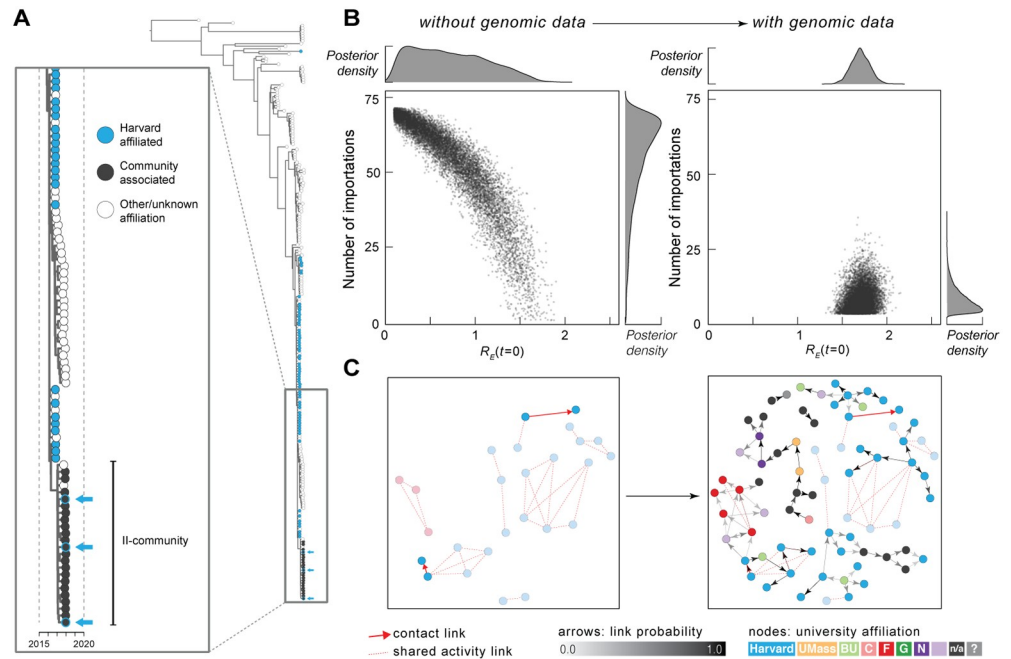 A
Harvard
affiliated
Community
associated
Other/unknown
affiliation
II-community
2015
2020
B
without genomic data
with genomic data
Posterior
density
Number of importations
75
50
25
0
0
1
2
R_E(t=0)
Posterior
density
Posterior
density
Number of importations
75
50
25
0
0
1
2
R_E(t=0)
Posterior
density
C
contact link
shared activity link
arrows: link probability
0.0
1.0
nodes: university affiliation
Harvard UMass BU C F G N n/a ?